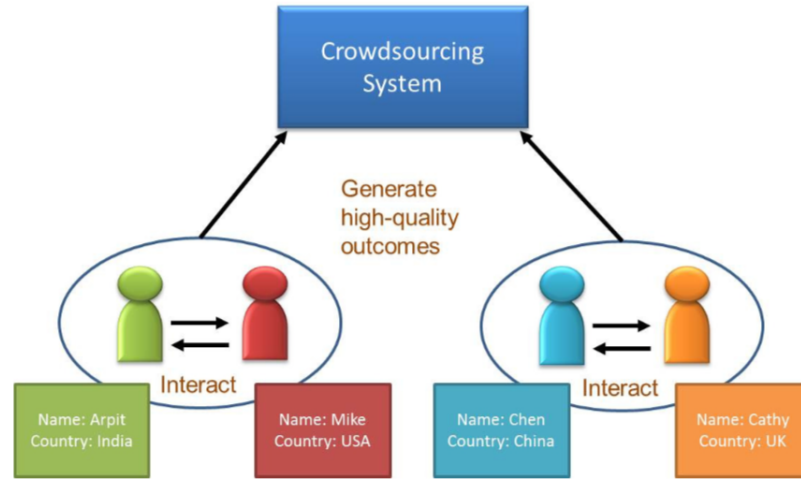 Crowdsourcing
System
Generate
high-quality
outcomes
Interact
Interact
Name: Arpit
Country: India
Name: Mike
Country: USA
Name: Chen
Country: China
Name: Cathy
Country: UK